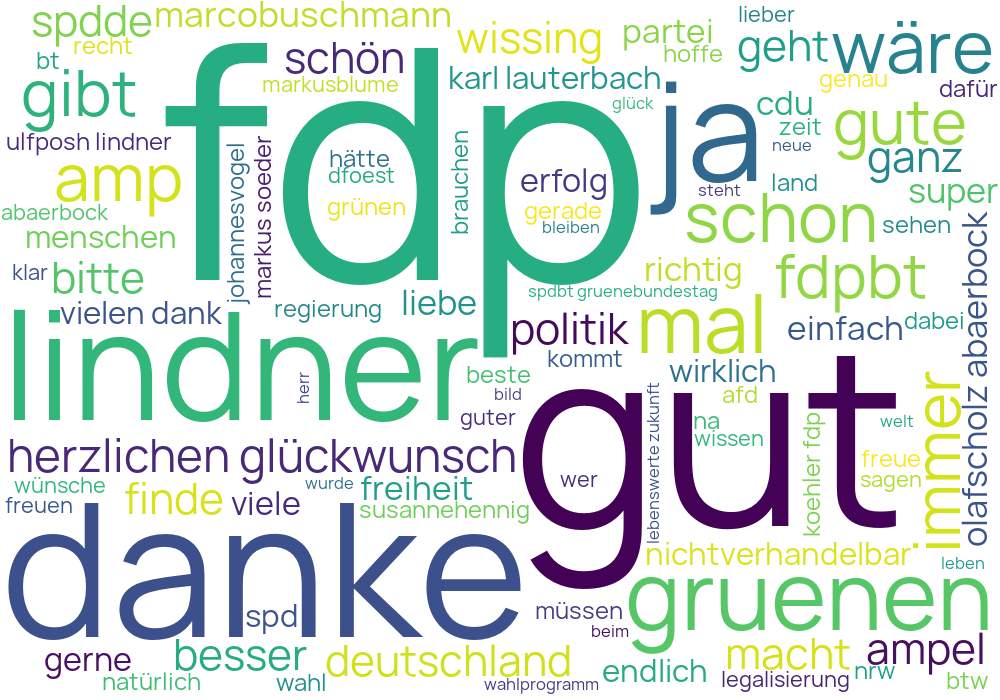 spdde
marcobuschmann
lieber
recht
schön
wissing
partei
geht
wäre
bt
hoffe
gibt
markusblume
karl lauterbach
genau
dafür
fdp
ja
glück
cdu
gute
zeit
ulfposh lindner
johannesvogel
markus soeder
hätte
brauchen
neue
ganz
amp
dfoest
erfolg
steht
land
super
abaerbock
grünen
gerade
schon
sehen
menschen
bleiben
olafscholz abaerbock
klar
bitte
richtig
fdpbt
vielen dank
regierung
liebe
spdbt gruenebundestag
lindner
politik
mal
einfach
dabei
kommt
wirklich
beste
herr
bild
gut
afd
immer
guter
lebenswerte zukunft
na
wissen
koehler fdp
welt
herzlichen glückwunsch
wer
freue
wünsche
wurde
freiheit
sagen
freuen
finde
viele
susannehennig
danke
nichtverhandelbar
leben
spd
müssen
gruenen
beim
gerne
besser
deutschland
endlich
macht
ampel
natürlich
wahl
wahlprogramm
legalisierung
nrw
btw